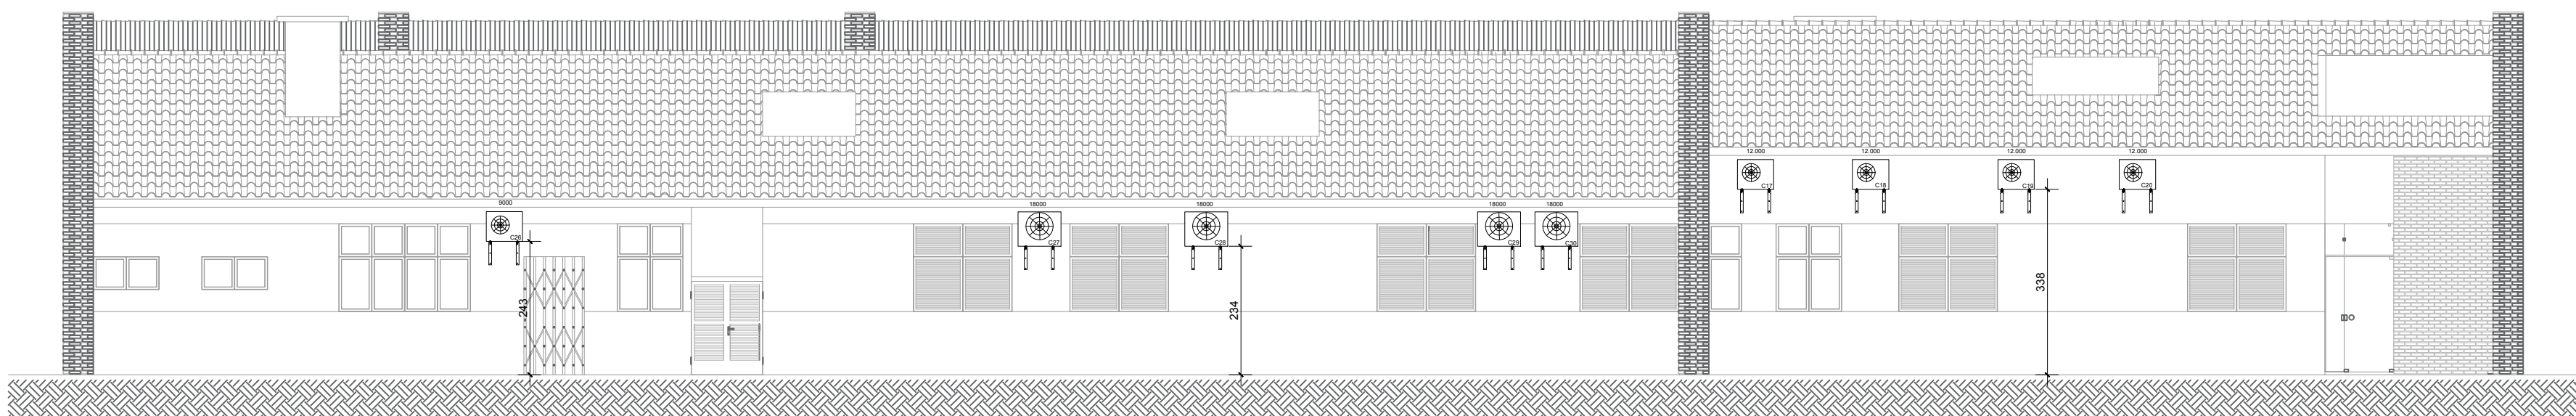 12.000 12.000 12.000 12.000
C17 C18 C19 C20
9000 18000 18000 18000 18000
C26 C27 C28 C29 C30
243 234 338